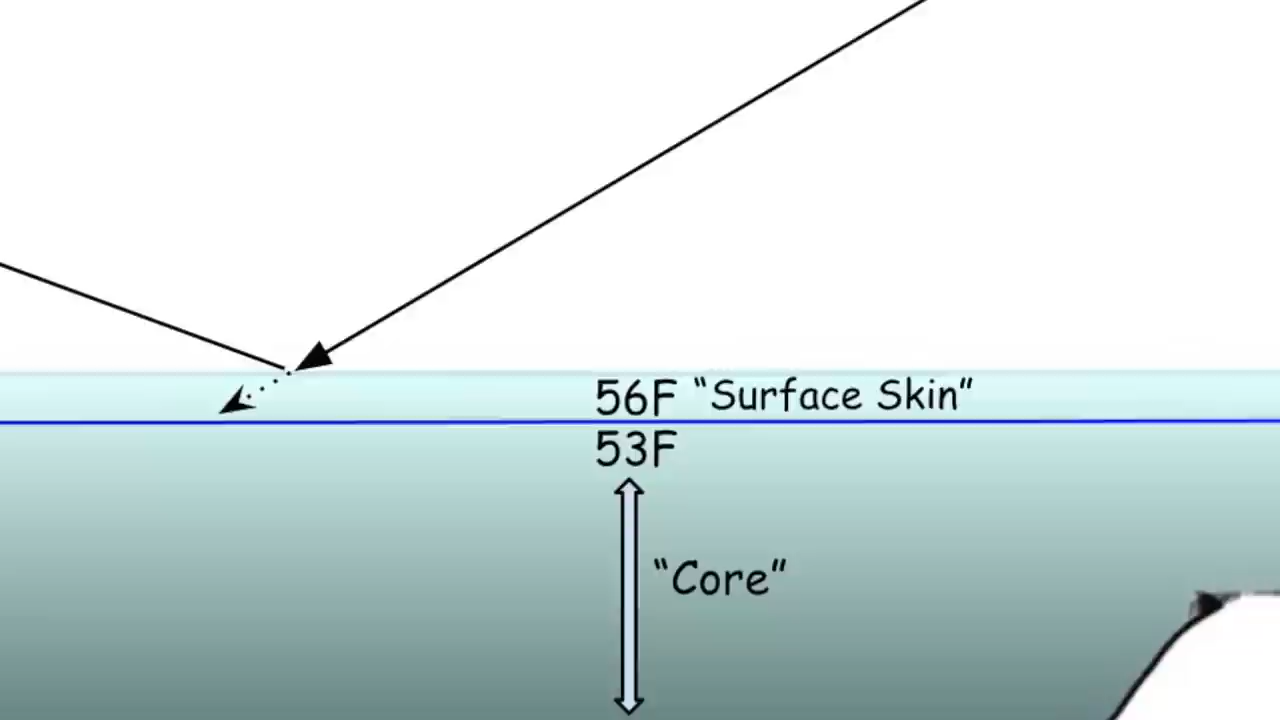 56F “Surface Skin”
53F
“Core”